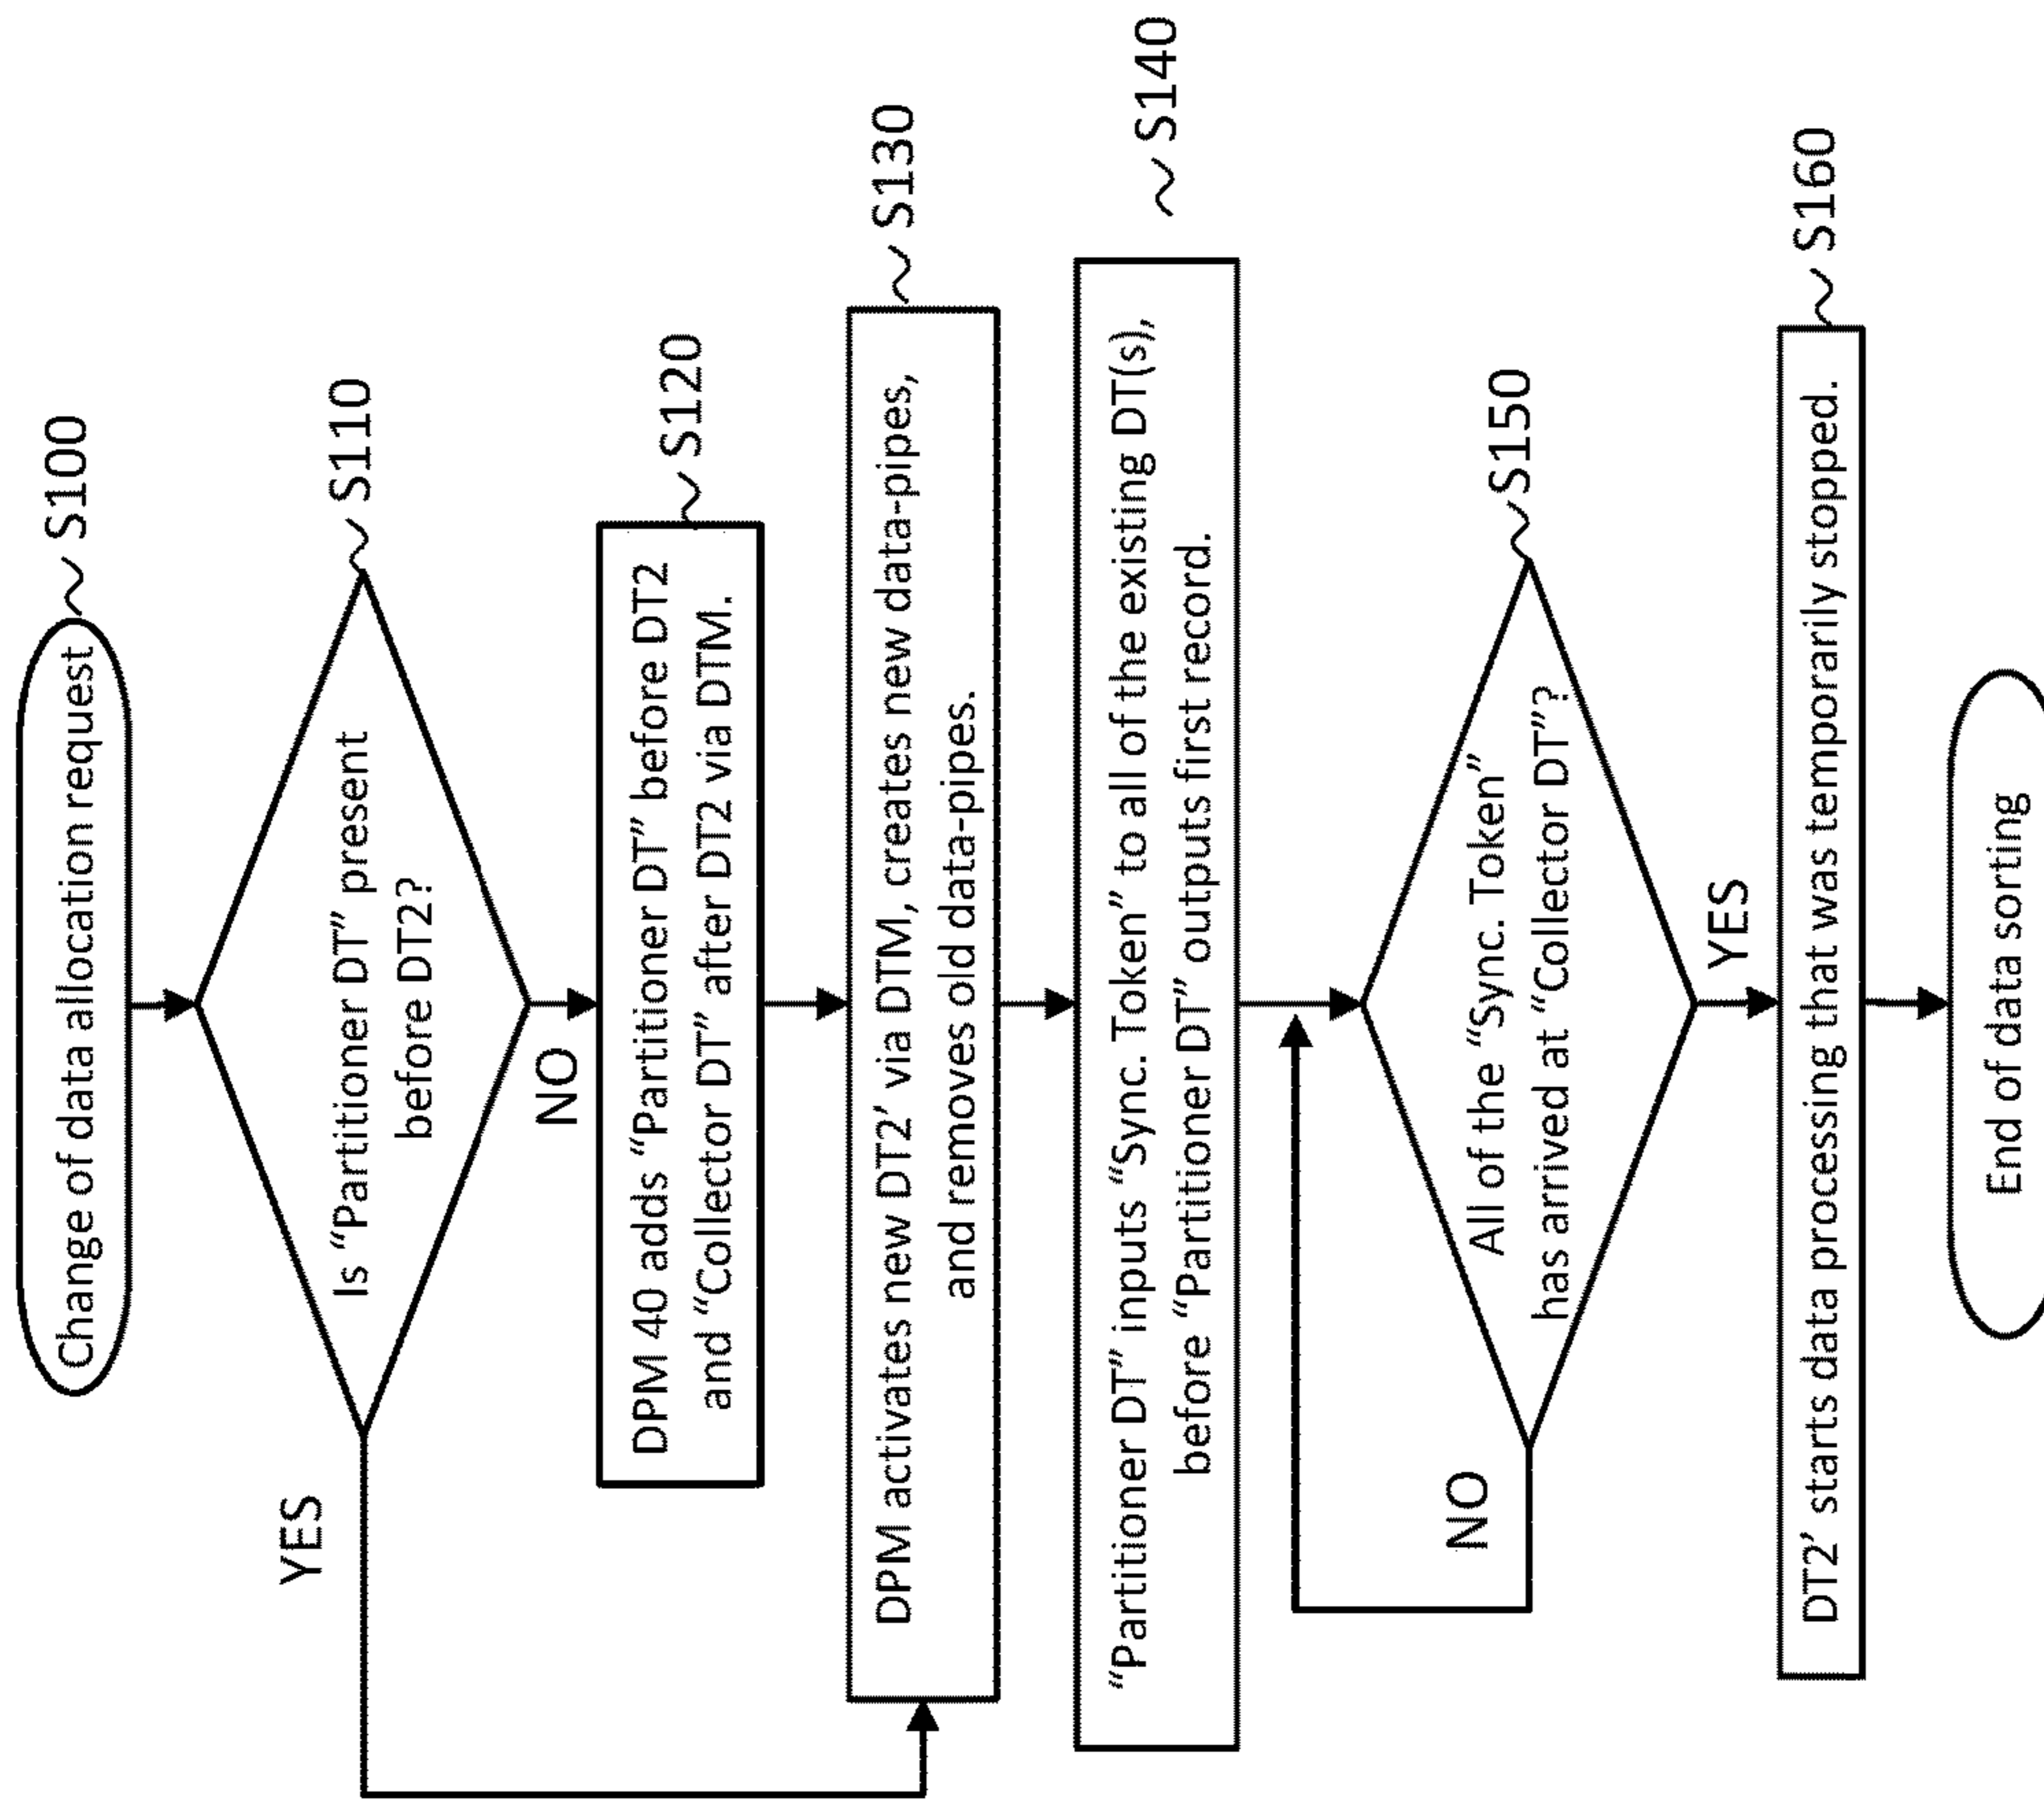 Change of data allocation request
S100
Is “Partitioner DT” present
before DT2?
S110
YES
NO
DPM 40 adds “Partitioner DT” before DT2
and “Collector DT” after DT2 via DTM.
S120
DPM activates new DT2’ via DTM, creates new data-pipes,
and removes old data-pipes.
S130
“Partitioner DT” inputs “Sync. Token” to all of the existing DT(s),
before “Partitioner DT” outputs first record.
S140
All of the “Sync. Token”
has arrived at “Collector DT”?
S150
NO
YES
DT2’ starts data processing that was temporarily stopped.
S160
End of data sorting